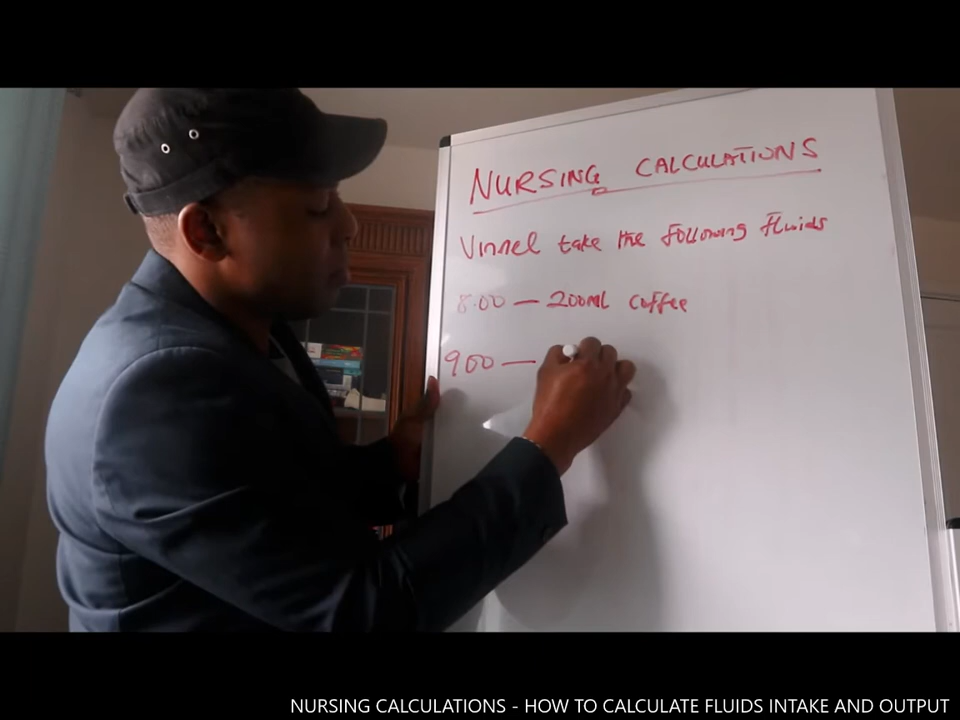 NURSING CALCULATIONS
Vinnel take the following fluids
8.00 — 200ML coffee
900 —
NURSING CALCULATIONS - HOW TO CALCULATE FLUIDS INTAKE AND OUTPUT